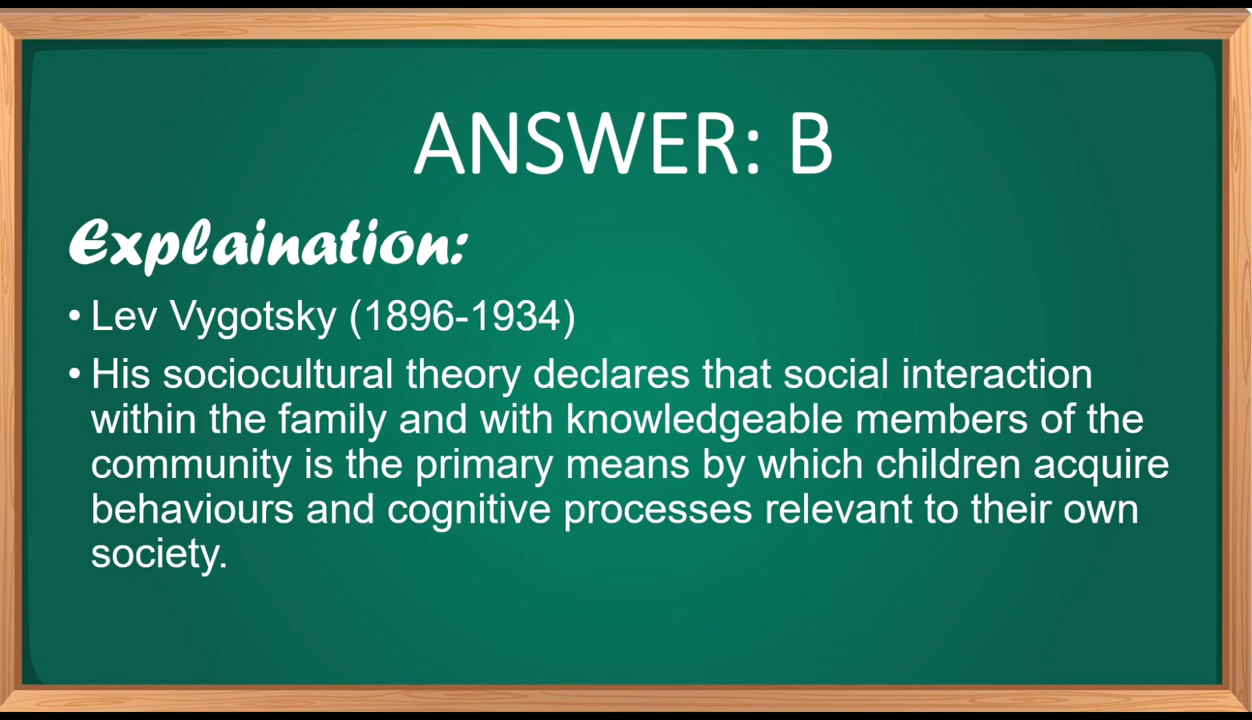 ANSWER: B
Explaination:
• Lev Vygotsky (1896-1934)
• His sociocultural theory declares that social interaction
within the family and with knowledgeable members of the
community is the primary means by which children acquire
behaviours and cognitive processes relevant to their own
society.